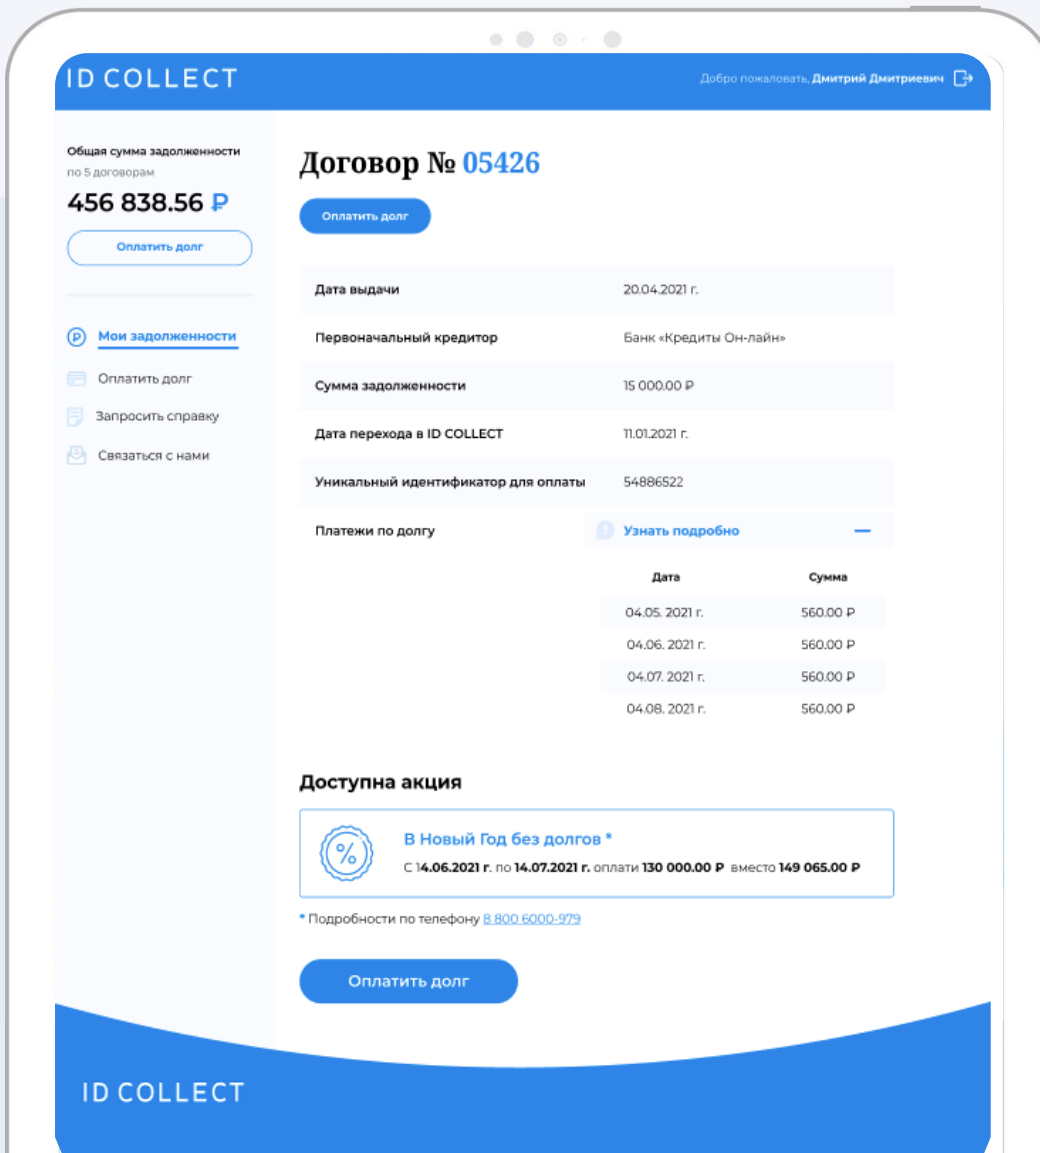 ID COLLECT
Добро пожаловать, Дмитрий Дмитриевич
Общая сумма задолженности
по 5 договорам
456 838.56 ₽
Оплатить долг
Мои задолженности
Оплатить долг
Запросить справку
Связаться с нами
Договор № 05426
Оплатить долг
Дата выдачи 20.04.2021 г.
Первоначальный кредитор Банк «Кредиты Он-лайн»
Сумма задолженности 15 000.00 ₽
Дата перехода в ID COLLECT 11.01.2021 г.
Уникальный идентификатор для оплаты 54886522
Платежи по долгу Узнать подробно
Дата Сумма
04.05. 2021 г. 560.00 ₽
04.06. 2021 г. 560.00 ₽
04.07. 2021 г. 560.00 ₽
04.08. 2021 г. 560.00 ₽
Доступна акция
%
В Новый Год без долгов *
С 14.06.2021 г. по 14.07.2021 г. оплати 130 000.00 ₽ вместо 149 065.00 ₽
* Подробности по телефону 8 800 6000-979
Оплатить долг
ID COLLECT